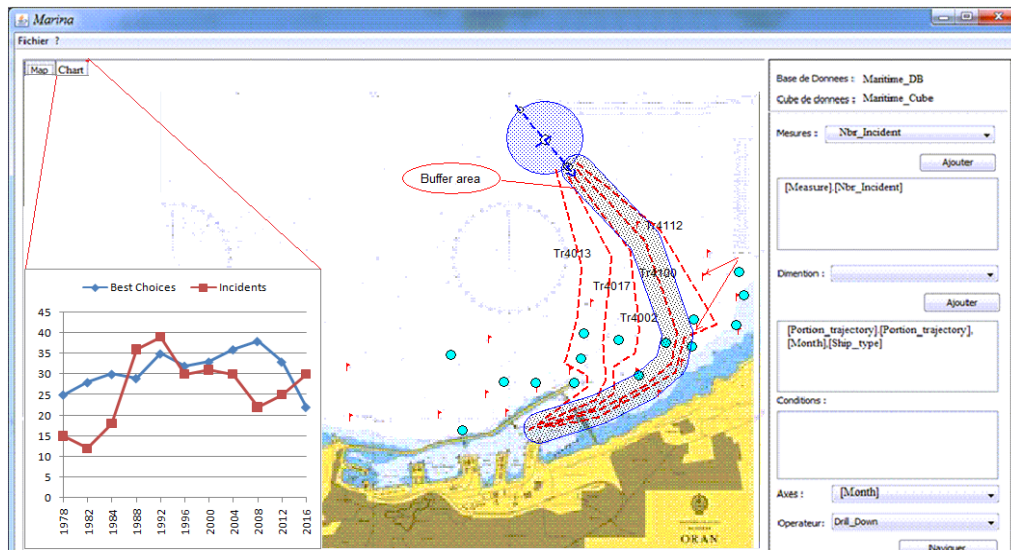 Marina
Fichier ?
Map
Chart
Base de Donnees : Maritime_DB
Cube de donnees : Maritime_Cube
Mesures : Nbr_Incident
Ajouter
[Measure].[Nbr_Incident]
Dimention :
Ajouter
[Portion_trajectory].[Portion_trajectory],
[Month],[Ship_type]
Conditions :
Axes : [Month]
Operateur: Drill_Down
Naviguer
Buffer area
Tr4112
Tr4013
Tr4100
Tr4017
Tr4002
Best Choices
Incidents
45
40
35
30
25
20
15
10
5
0
1978
1982
1984
1988
1992
1996
2000
2004
2008
2012
2016
ORAN